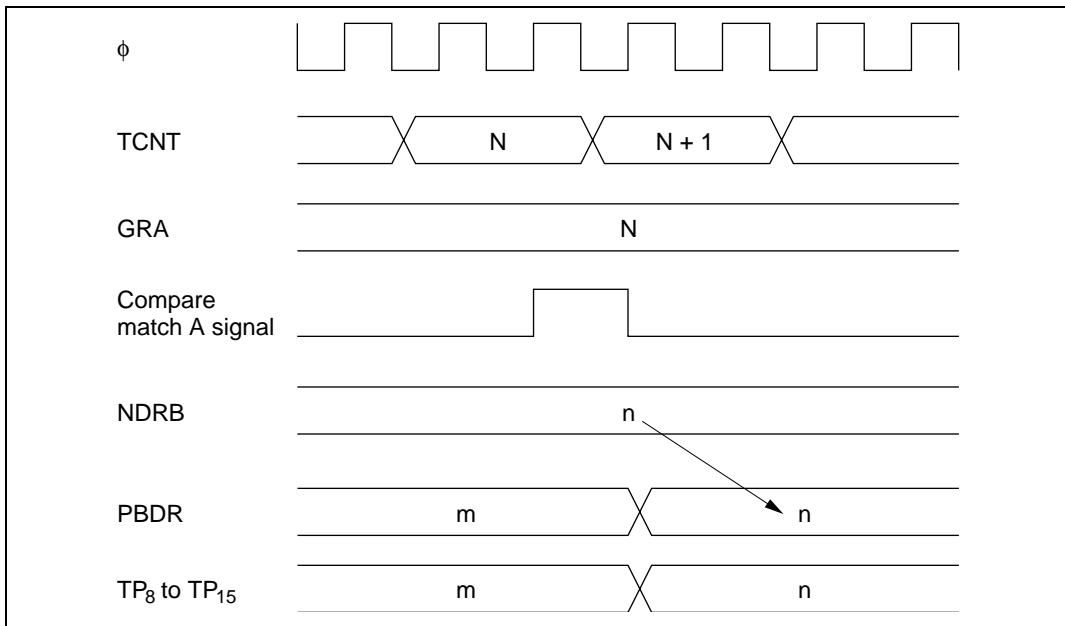 ϕ
TCNT
N
N + 1
GRA
N
Compare
match A signal
NDRB
n
PBDR
m
n
TP8 to TP15
m
n